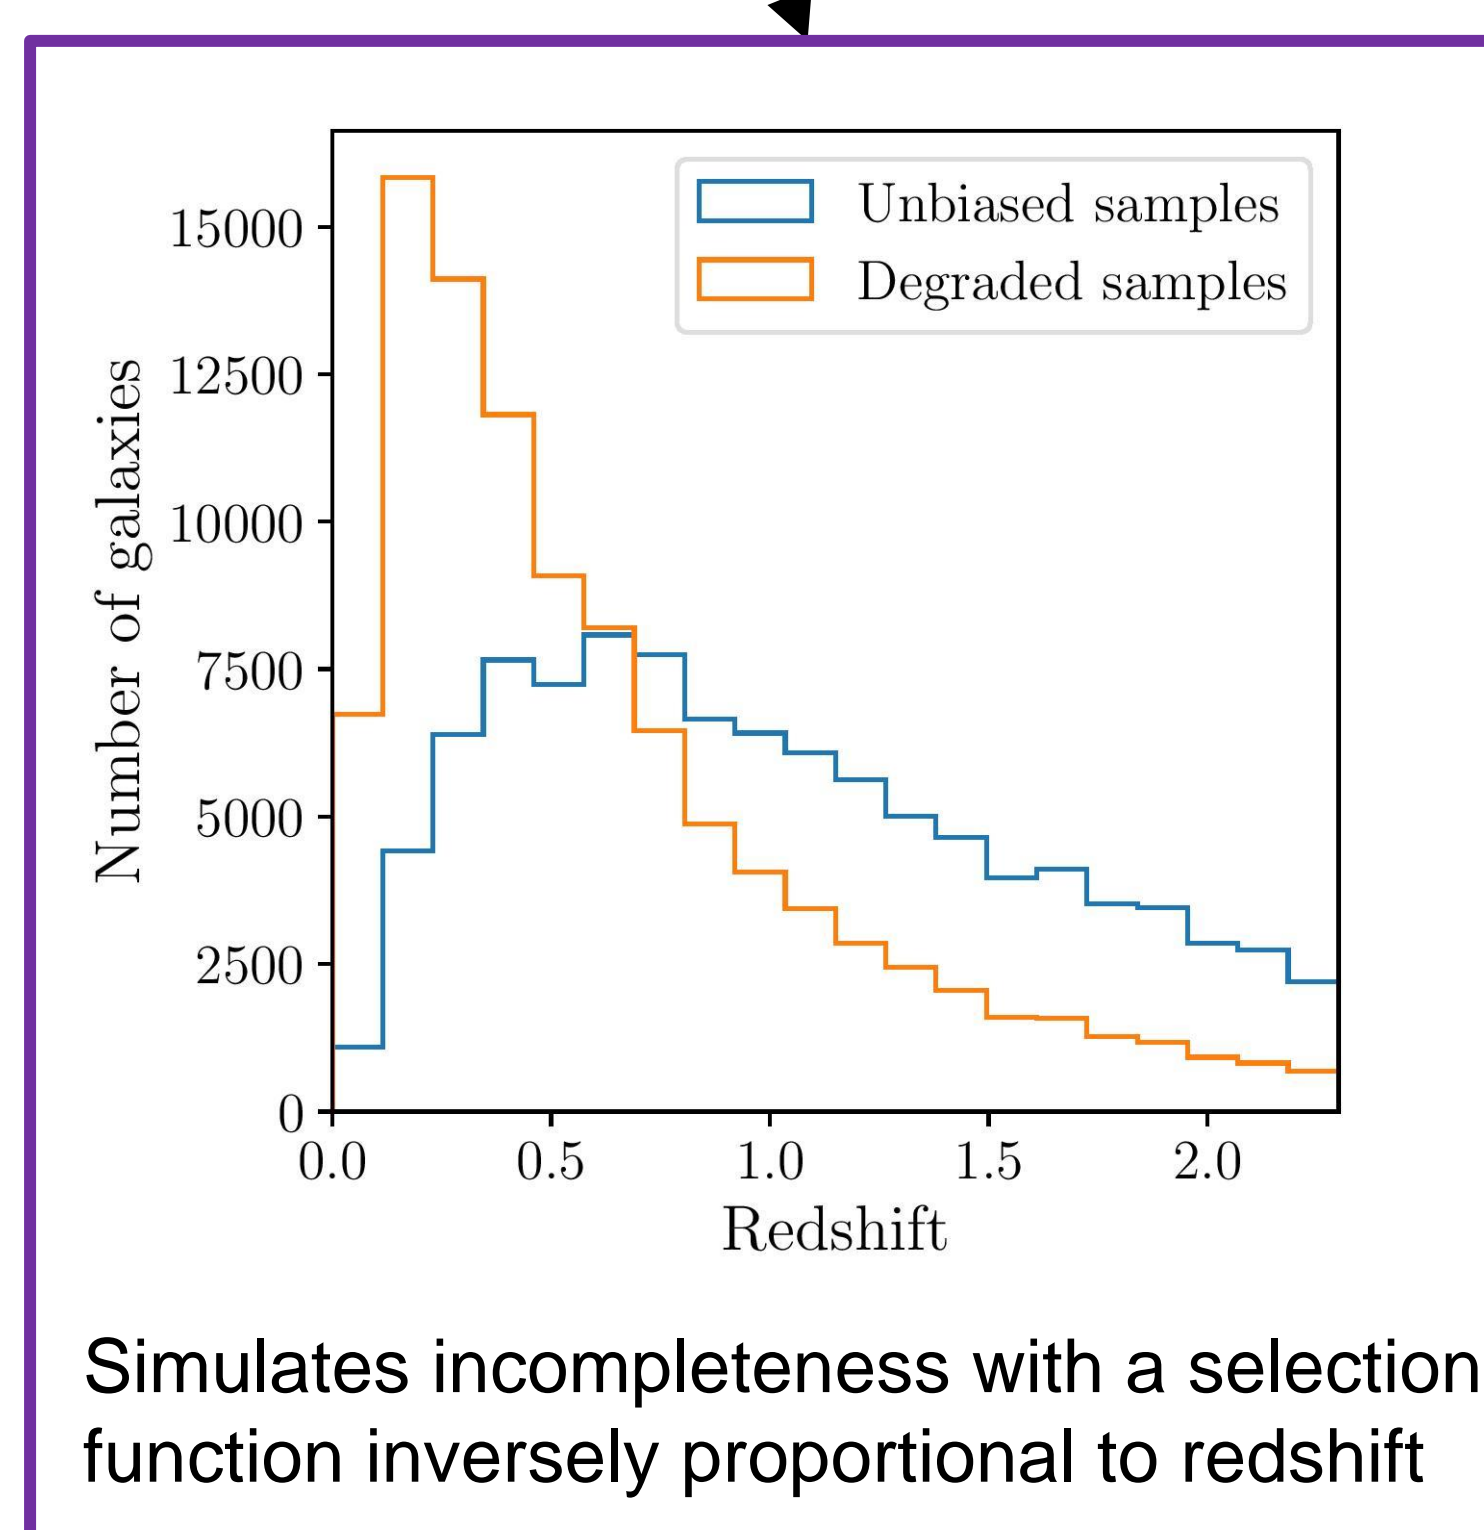 Unbiased samples
Degraded samples
15000
12500
10000
7500
5000
2500
0
Number of galaxies
0.0 0.5 1.0 1.5 2.0
Redshift
Simulates incompleteness with a selection
function inversely proportional to redshift